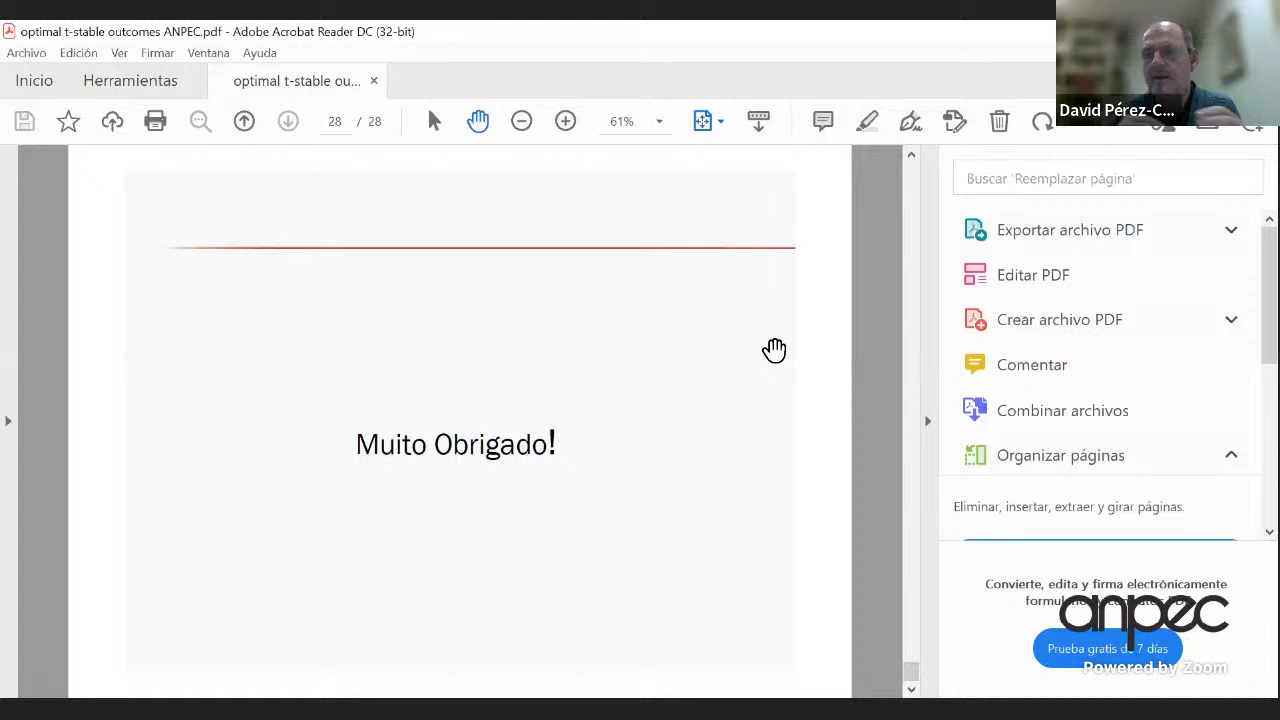 optimal t-stable outcomes ANPEC.pdf - Adobe Acrobat Reader DC (32-bit)
Archivo Edición Ver Firmar Ventana Ayuda
Inicio Herramientas optimal t-stable ou... ×
28 / 28 61%
David Pérez-C...
Buscar 'Reemplazar página'
Exportar archivo PDF
Editar PDF
Crear archivo PDF
Comentar
Combinar archivos
Organizar páginas
Eliminar, insertar, extraer y girar páginas.
Muito Obrigado!
Convierte, edita y firma electrónicamente
anpec
Prueba gratis de 7 días
Powered by Zoom